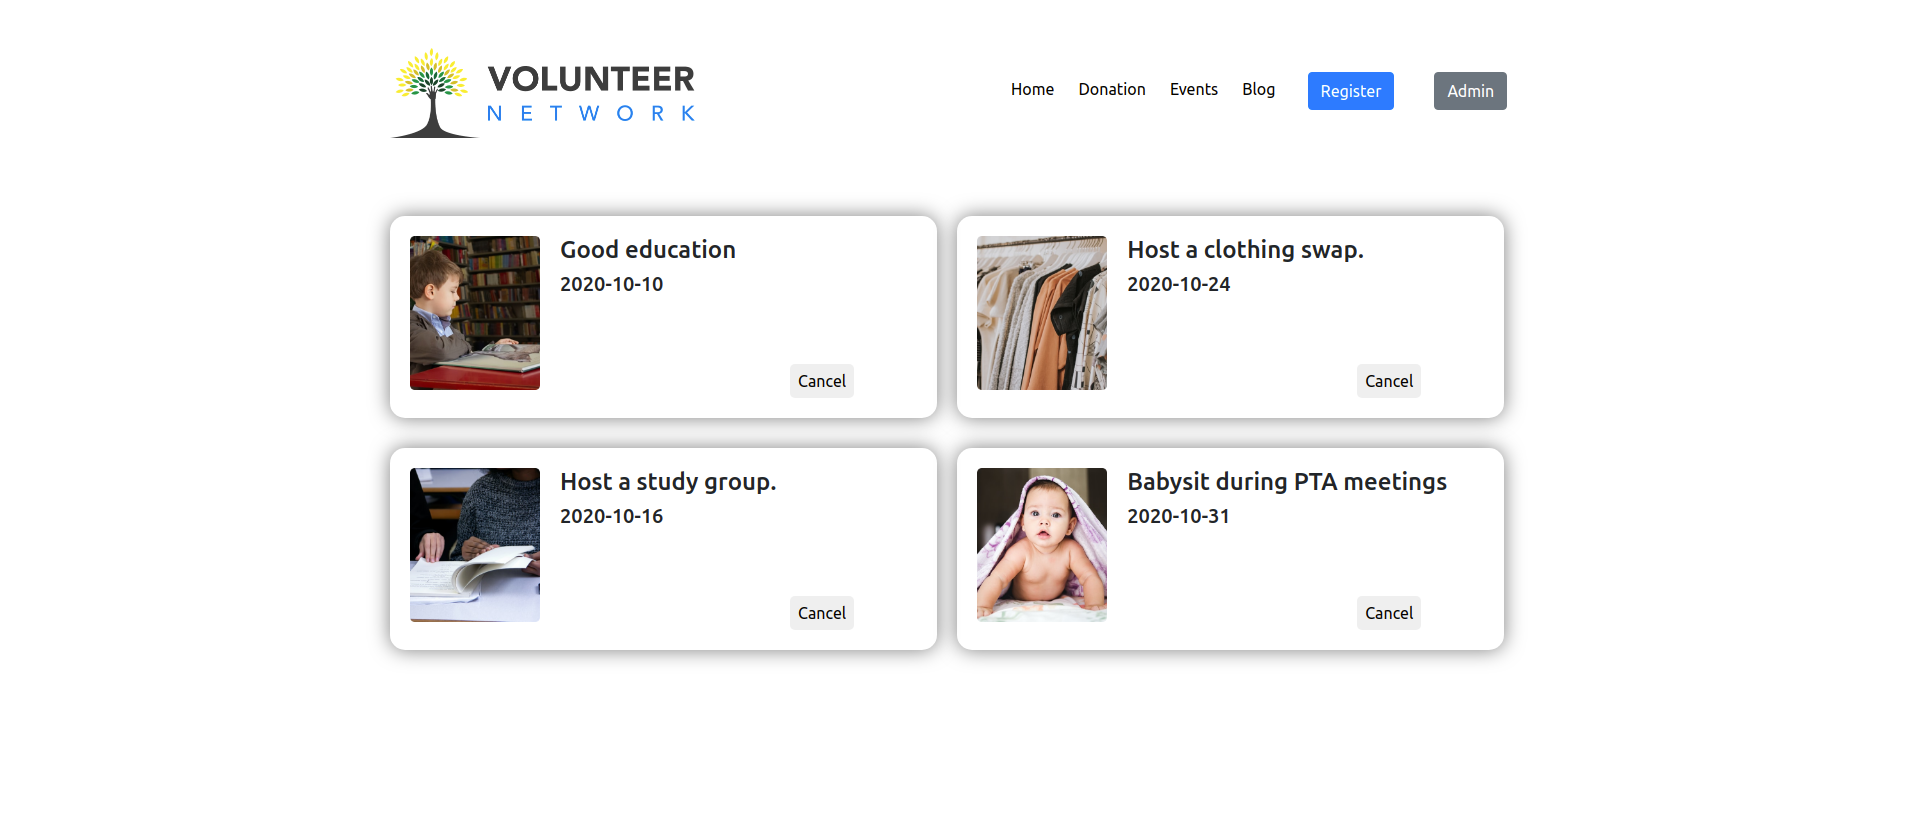 VOLUNTEER
NETWORK
Home Donation Events Blog Register Admin
Good education
2020-10-10
Cancel
Host a clothing swap.
2020-10-24
Cancel
Host a study group.
2020-10-16
Cancel
Babysit during PTA meetings
2020-10-31
Cancel